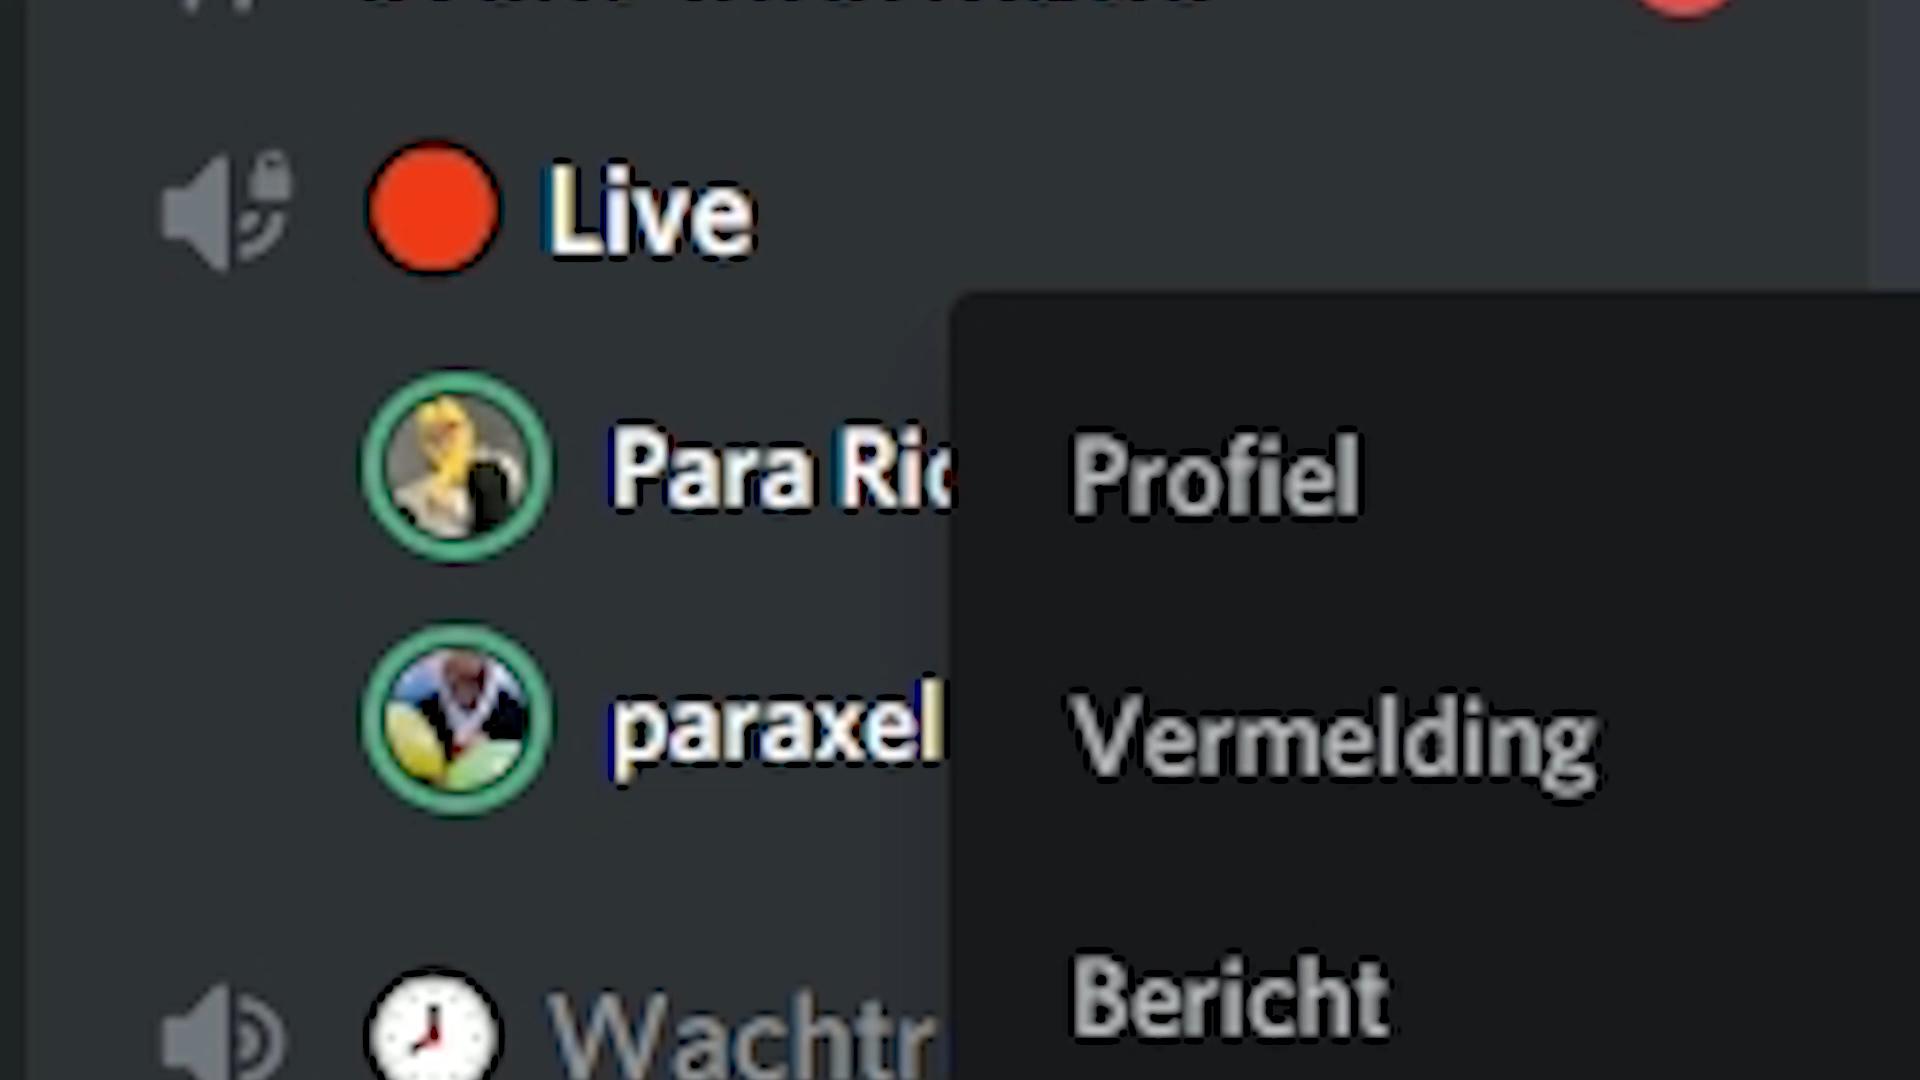 Live
Para Ric
paraxel
Wachtr
Profiel
Vermelding
Bericht